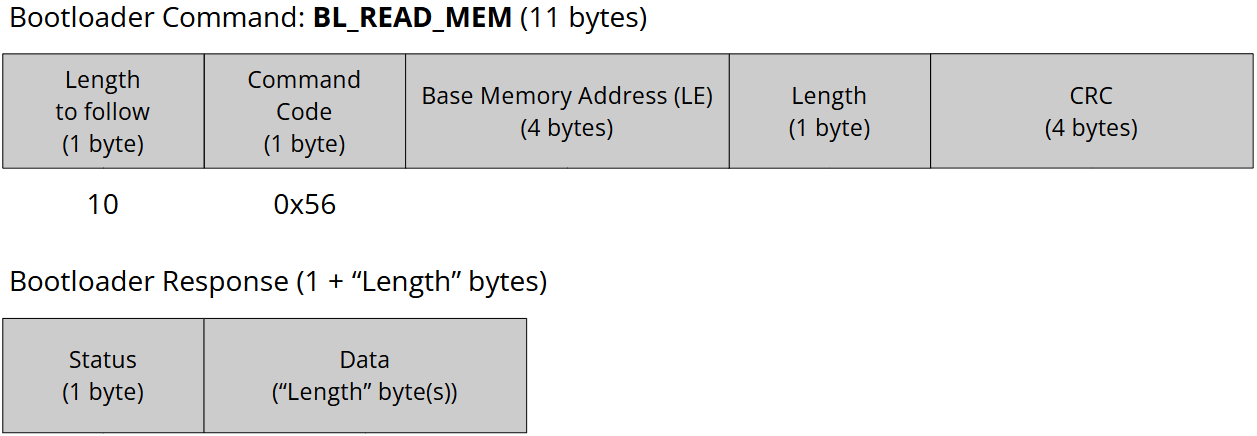 Bootloader Command: BL_READ_MEM (11 bytes)
Length
to follow
(1 byte)
Command
Code
(1 byte)
Base Memory Address (LE)
(4 bytes)
Length
(1 byte)
CRC
(4 bytes)
10
0x56
Bootloader Response (1 + “Length” bytes)
Status
(1 byte)
Data
(“Length” byte(s))